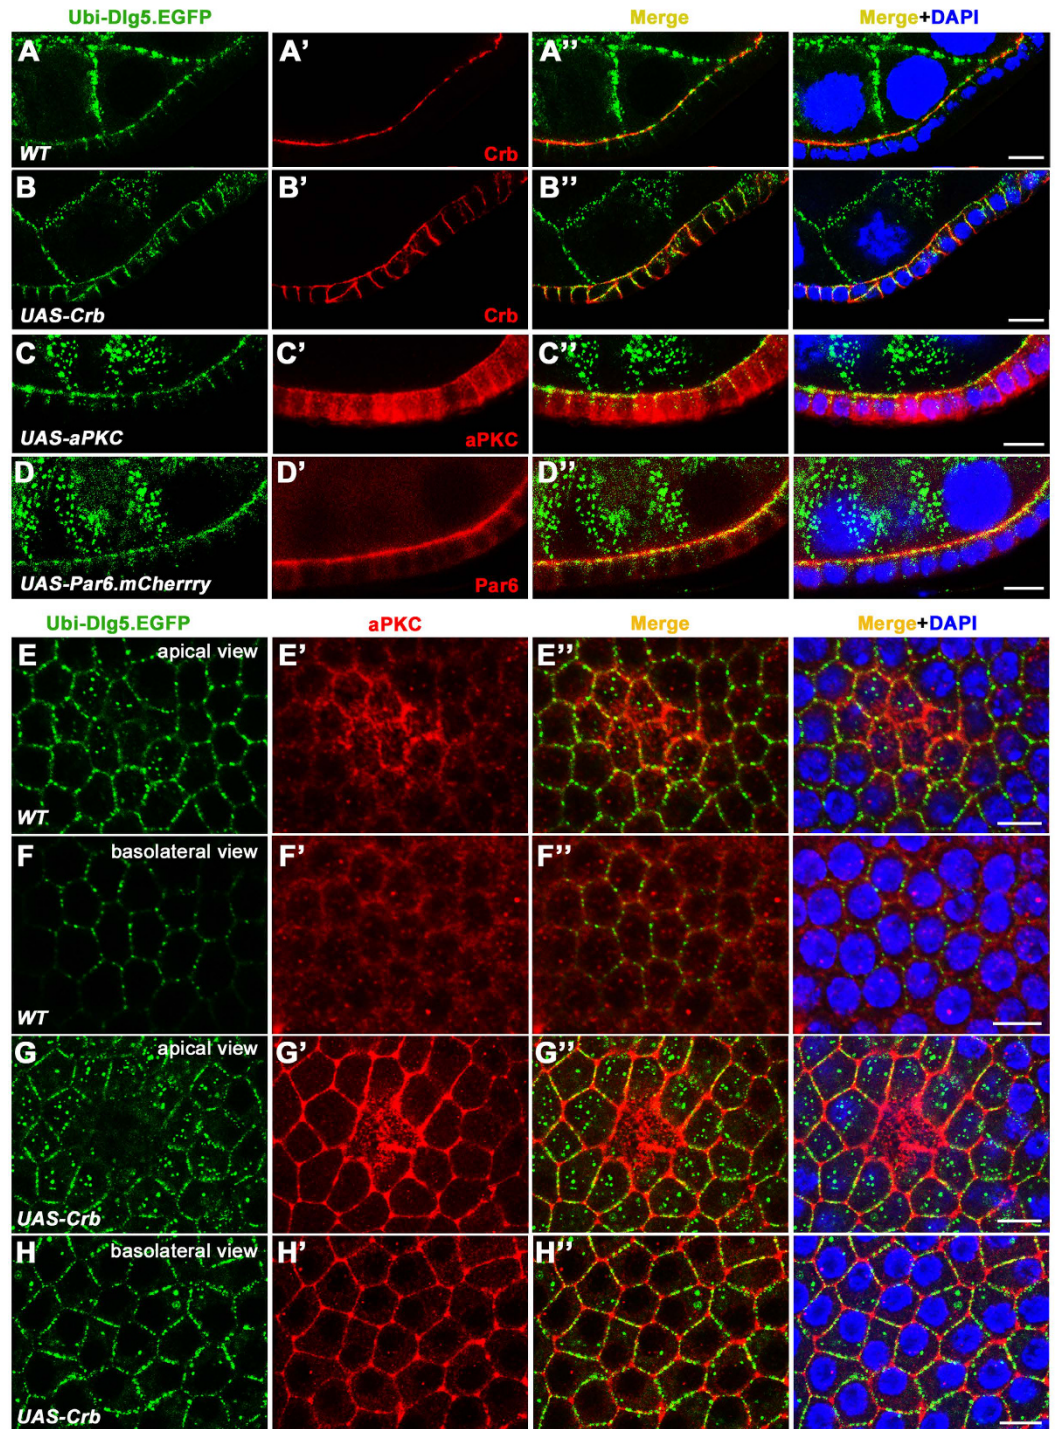 Ubi-Dlg5.EGFP Merge Merge+DAPI
A A' A''
WT Crb
B B' B''
UAS-Crb Crb
C C' C''
UAS-aPKC aPKC
D D' D''
UAS-Par6.mCherrry Par6
Ubi-Dlg5.EGFP aPKC Merge Merge+DAPI
E apical view E' E''
WT
F basolateral view F' F''
WT
G apical view G' G''
UAS-Crb
H basolateral view H' H''
UAS-Crb